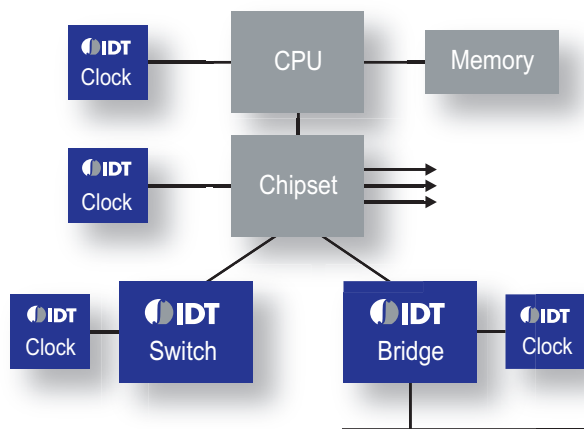 IDT
Clock
CPU
Memory
IDT
Clock
Chipset
IDT
Clock
IDT
Switch
IDT
Bridge
IDT
Clock